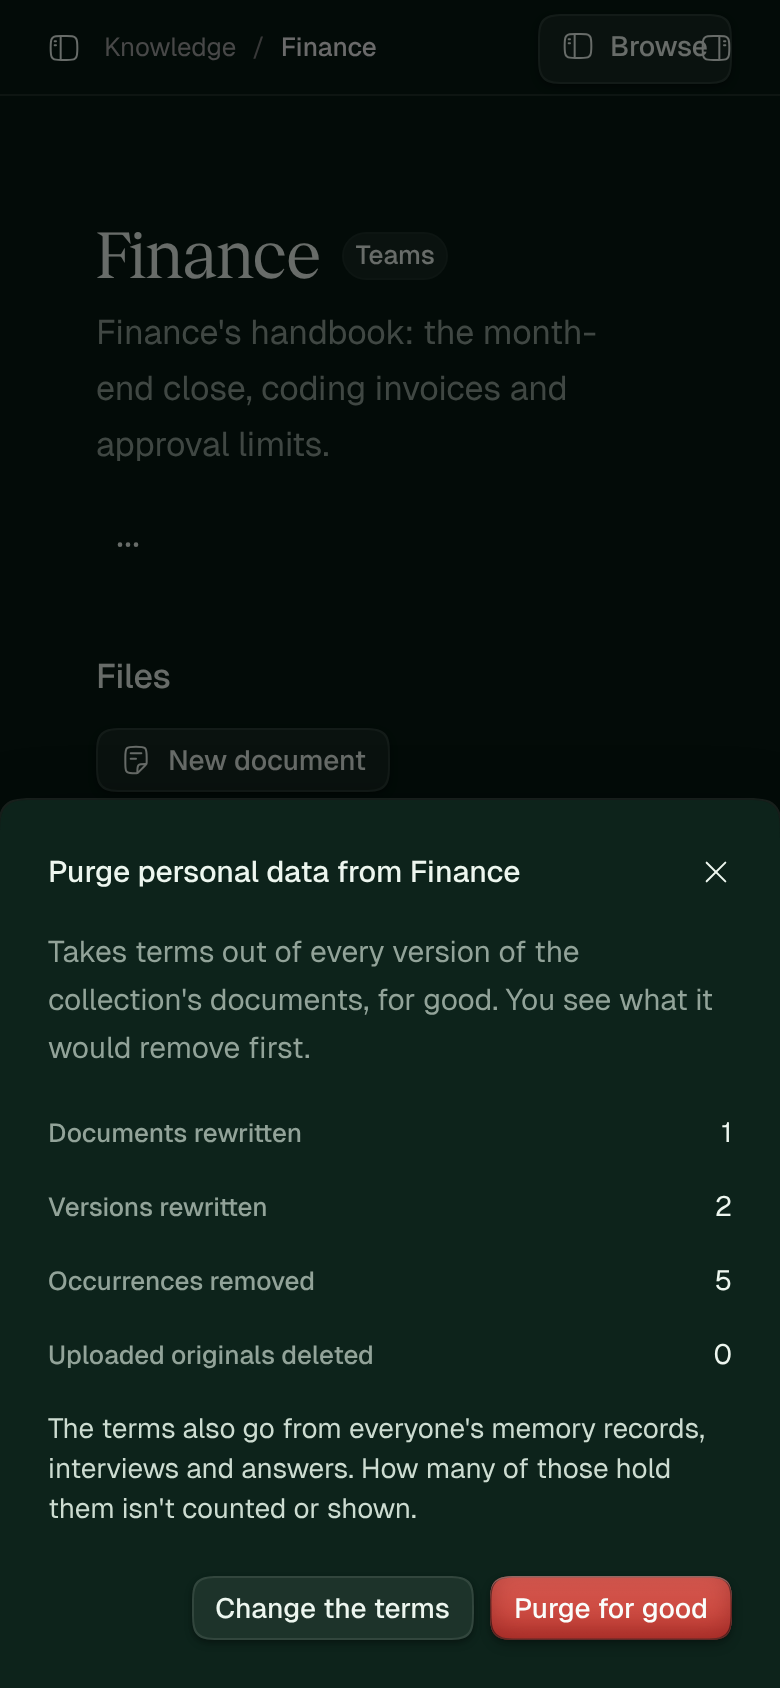 Knowledge / Finance
Browse
Finance
Teams
Finance's handbook: the month-
end close, coding invoices and
approval limits.
...
Files
New document
Purge personal data from Finance
Takes terms out of every version of the
collection's documents, for good. You see what it
would remove first.
Documents rewritten 1
Versions rewritten 2
Occurrences removed 5
Uploaded originals deleted 0
The terms also go from everyone's memory records,
interviews and answers. How many of those hold
them isn't counted or shown.
Change the terms
Purge for good